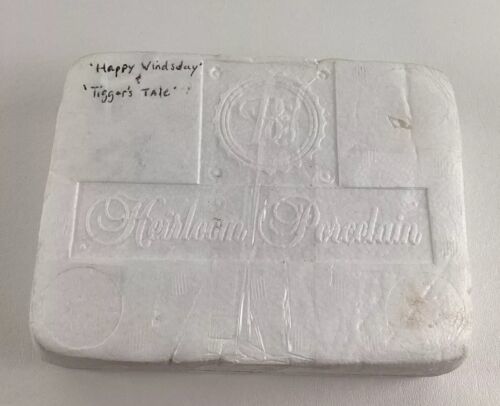 "Happy Windsday"
&
"Tigger's Tale"
Heirloom Porcelain